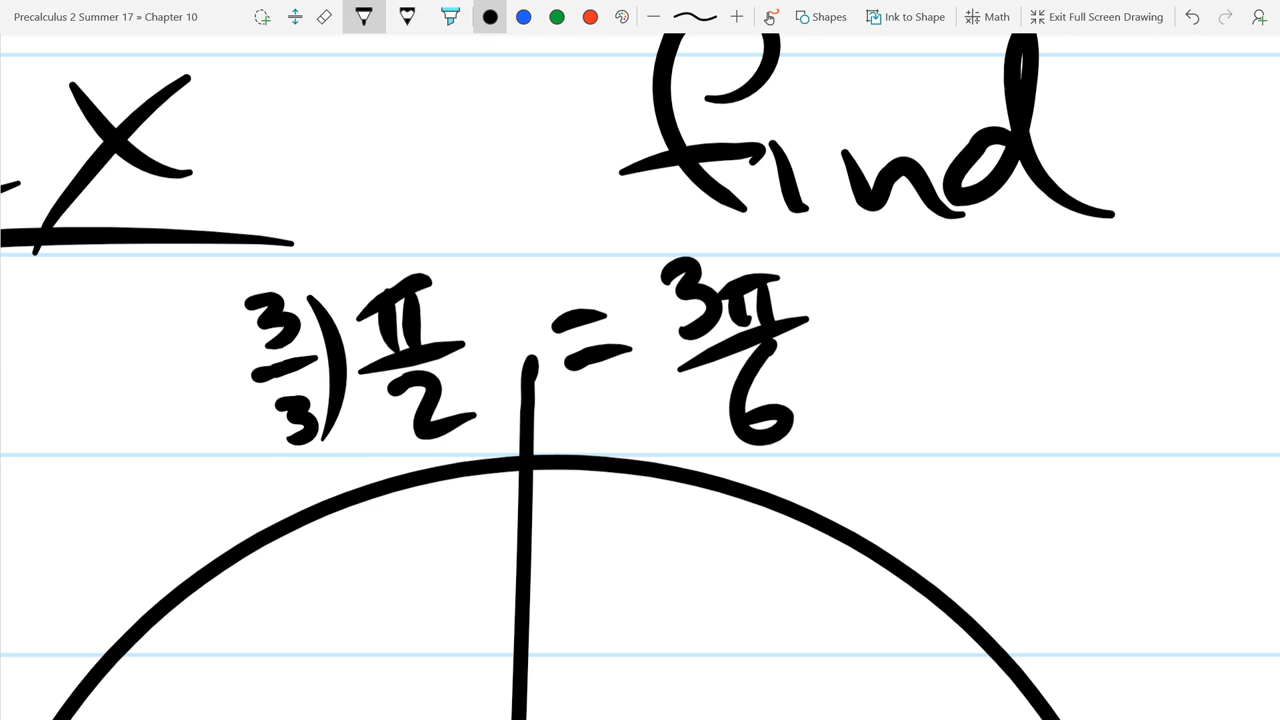 Precalculus 2 Summer 17 » Chapter 10 Shapes Ink to Shape Math Exit Full Screen Drawing
x find
3/3) π/2 = 3π/6